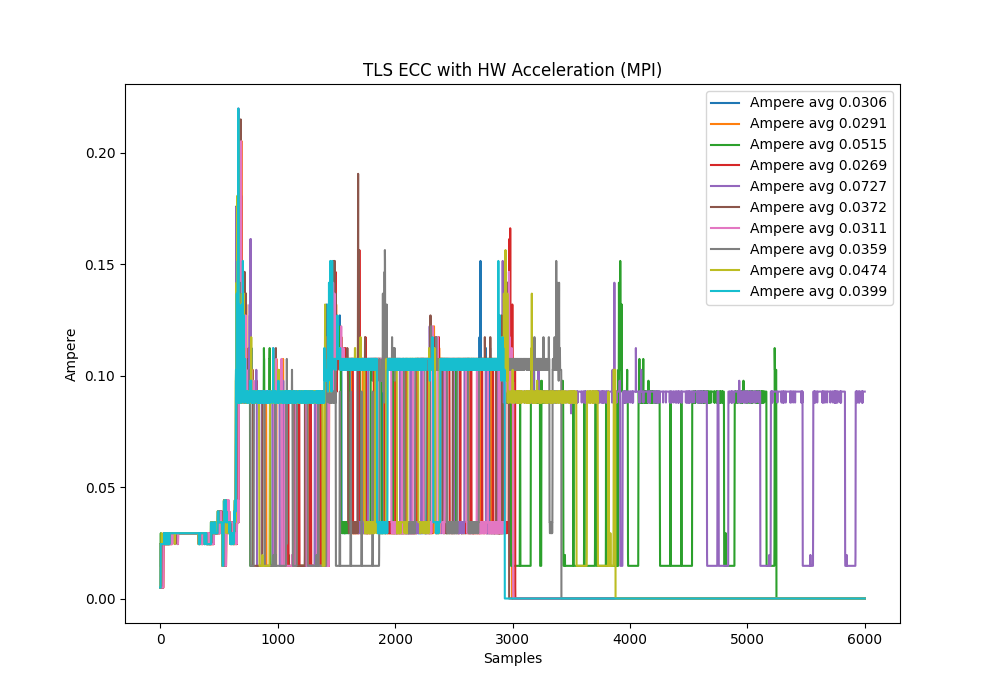 TLS ECC with HW Acceleration (MPI)
Ampere avg 0.0306
Ampere avg 0.0291
Ampere avg 0.0515
Ampere avg 0.0269
Ampere avg 0.0727
Ampere avg 0.0372
Ampere avg 0.0311
Ampere avg 0.0359
Ampere avg 0.0474
Ampere avg 0.0399
0.20
0.15
0.10
0.05
0.00
Ampere
0 1000 2000 3000 4000 5000 6000
Samples